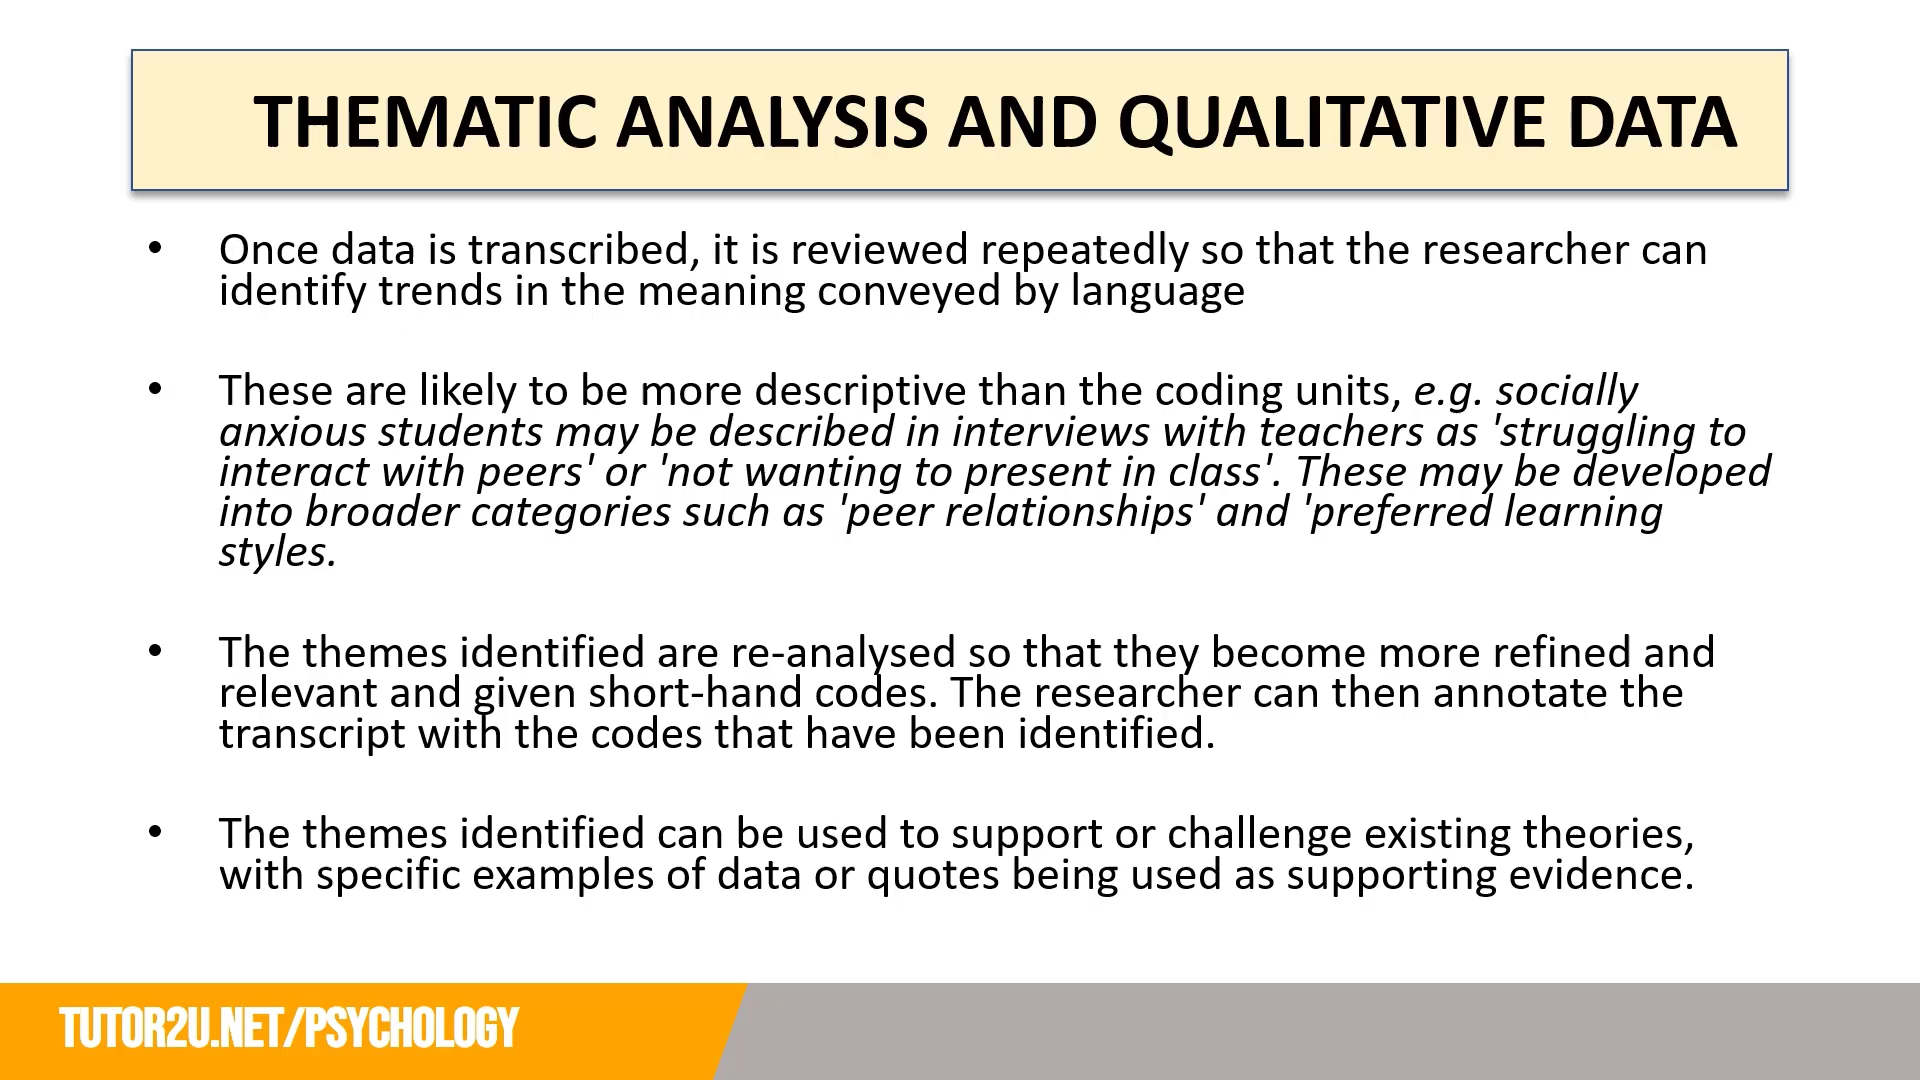 THEMATIC ANALYSIS AND QUALITATIVE DATA
• Once data is transcribed, it is reviewed repeatedly so that the researcher can
identify trends in the meaning conveyed by language
• These are likely to be more descriptive than the coding units, e.g. socially
anxious students may be described in interviews with teachers as 'struggling to
interact with peers' or 'not wanting to present in class'. These may be developed
into broader categories such as 'peer relationships' and 'preferred learning
styles.
• The themes identified are re-analysed so that they become more refined and
relevant and given short-hand codes. The researcher can then annotate the
transcript with the codes that have been identified.
• The themes identified can be used to support or challenge existing theories,
with specific examples of data or quotes being used as supporting evidence.
TUTOR2U.NET/PSYCHOLOGY